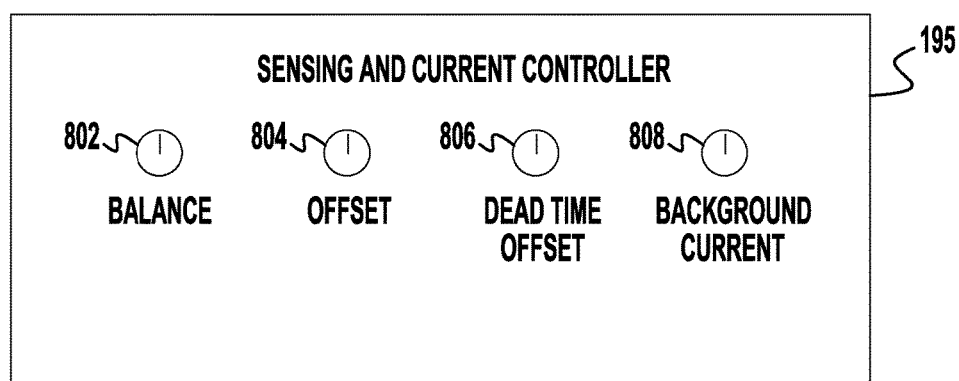 195
SENSING AND CURRENT CONTROLLER
802 804 806 808
BALANCE OFFSET DEAD TIME OFFSET BACKGROUND CURRENT